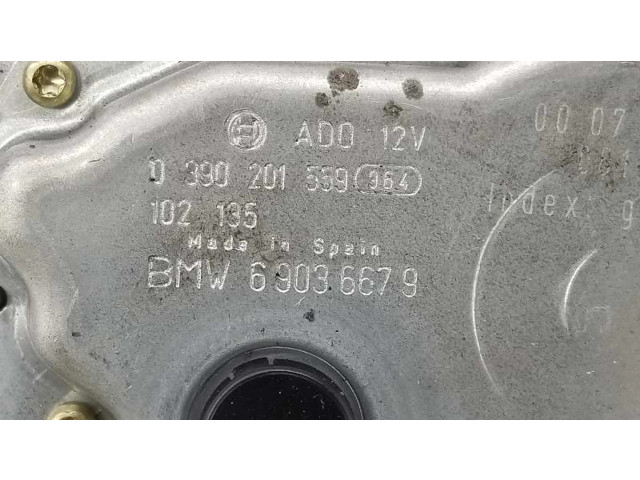 ADO 12V
0 390 201 559 964
102 135
Made in Spain
BMW 6 903 667 9
00 07
Index: g